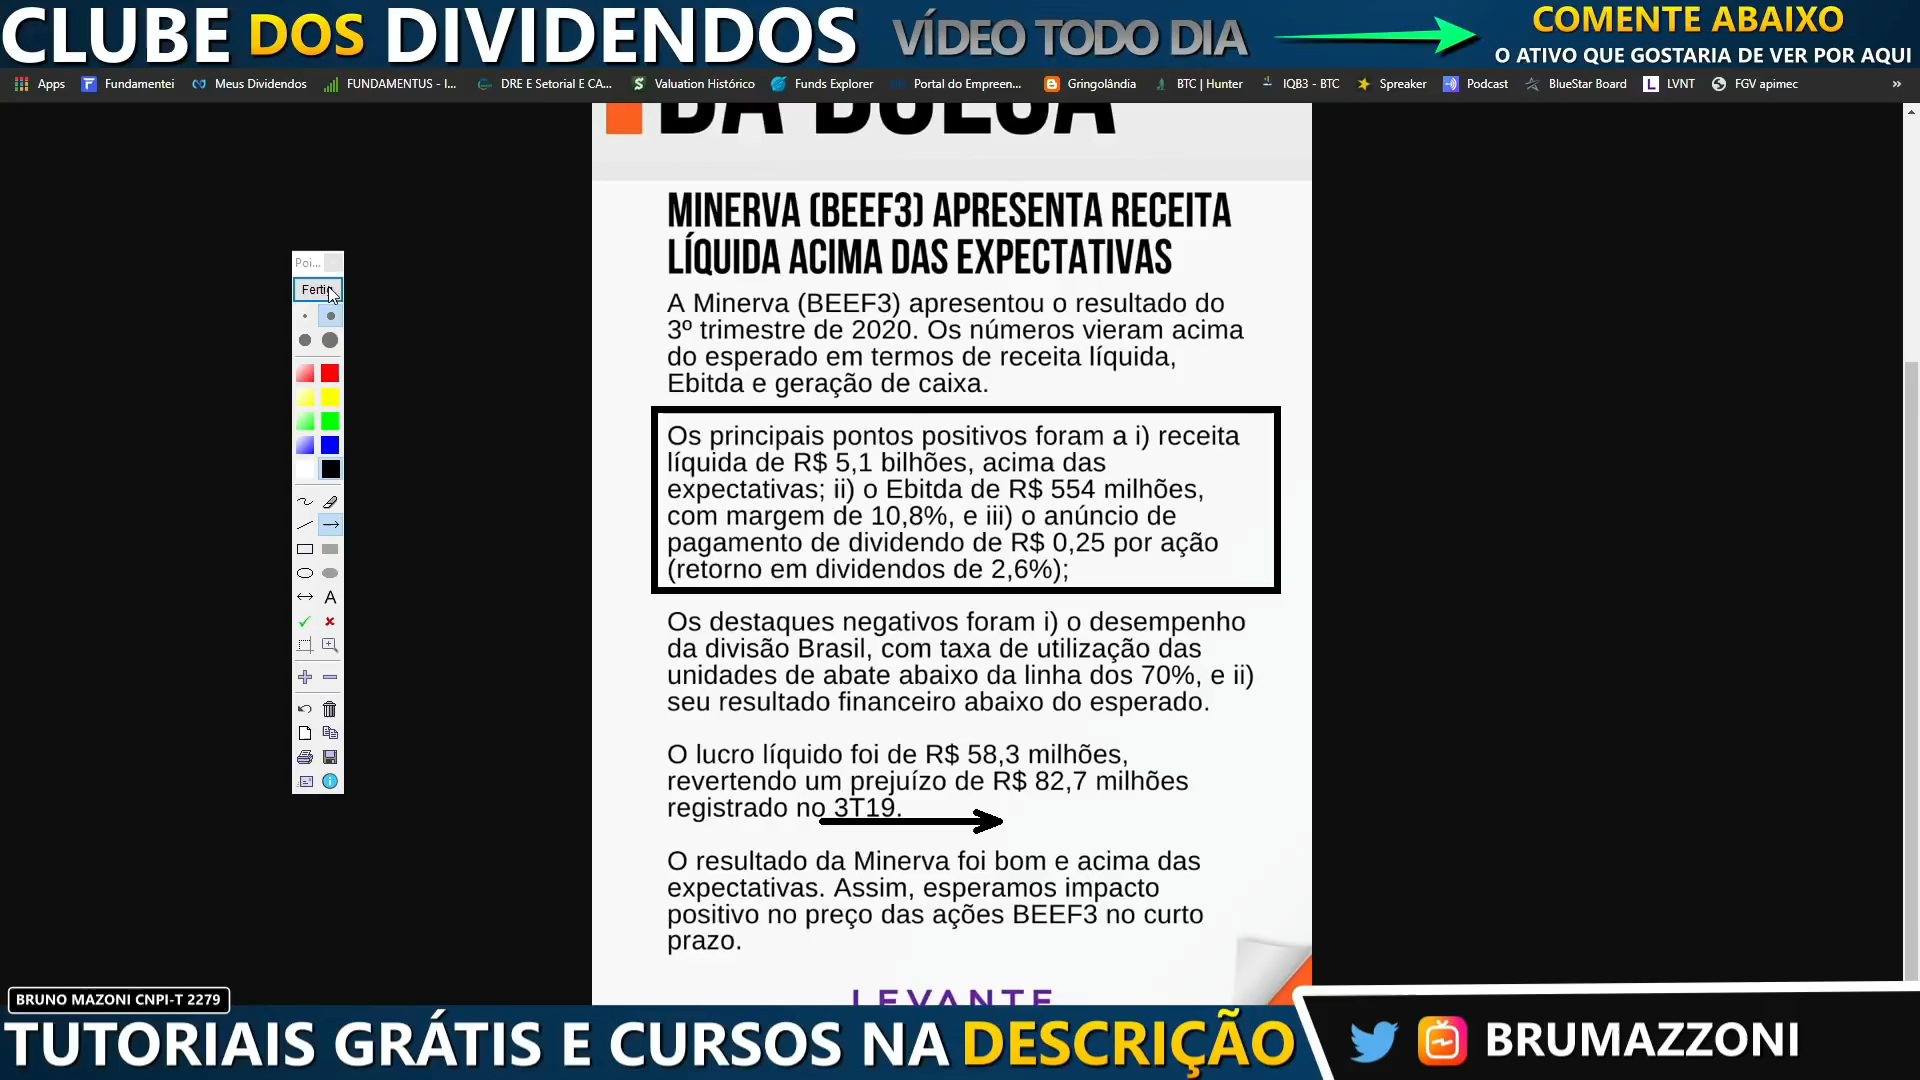 CLUBE DOS DIVIDENDOS
VÍDEO TODO DIA
COMENTE ABAIXO
O ATIVO QUE GOSTARIA DE VER POR AQUI
Apps
Fundamentei
Meus Dividendos
FUNDAMENTUS - I...
DRE E Setorial E CA...
Valuation Histórico
Funds Explorer
Portal do Empreen...
Gringolândia
BTC | Hunter
IQB3 - BTC
Spreaker
Podcast
BlueStar Board
LVNT
FGV apimec
»
DA BOLSA
MINERVA (BEEF3) APRESENTA RECEITA
LÍQUIDA ACIMA DAS EXPECTATIVAS
A Minerva (BEEF3) apresentou o resultado do
3º trimestre de 2020. Os números vieram acima
do esperado em termos de receita líquida,
Ebitda e geração de caixa.
Os principais pontos positivos foram a i) receita
líquida de R$ 5,1 bilhões, acima das
expectativas; ii) o Ebitda de R$ 554 milhões,
com margem de 10,8%, e iii) o anúncio de
pagamento de dividendo de R$ 0,25 por ação
(retorno em dividendos de 2,6%);
Os destaques negativos foram i) o desempenho
da divisão Brasil, com taxa de utilização das
unidades de abate abaixo da linha dos 70%, e ii)
seu resultado financeiro abaixo do esperado.
O lucro líquido foi de R$ 58,3 milhões,
revertendo um prejuízo de R$ 82,7 milhões
registrado no 3T19.
O resultado da Minerva foi bom e acima das
expectativas. Assim, esperamos impacto
positivo no preço das ações BEEF3 no curto
prazo.
LEVANTE
Poi...
A
BRUNO MAZONI CNPI-T 2279
TUTORIAIS GRÁTIS E CURSOS NA DESCRIÇÃO
BRUMAZZONI